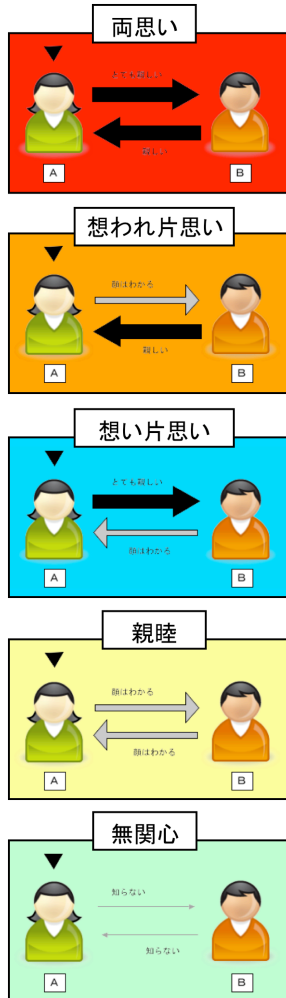 両思い
とても親しい
親しい
A
B
想われ片思い
顔はわかる
親しい
A
B
想い片思い
とても親しい
顔はわかる
A
B
親睦
顔はわかる
顔はわかる
A
B
無関心
知らない
知らない
A
B